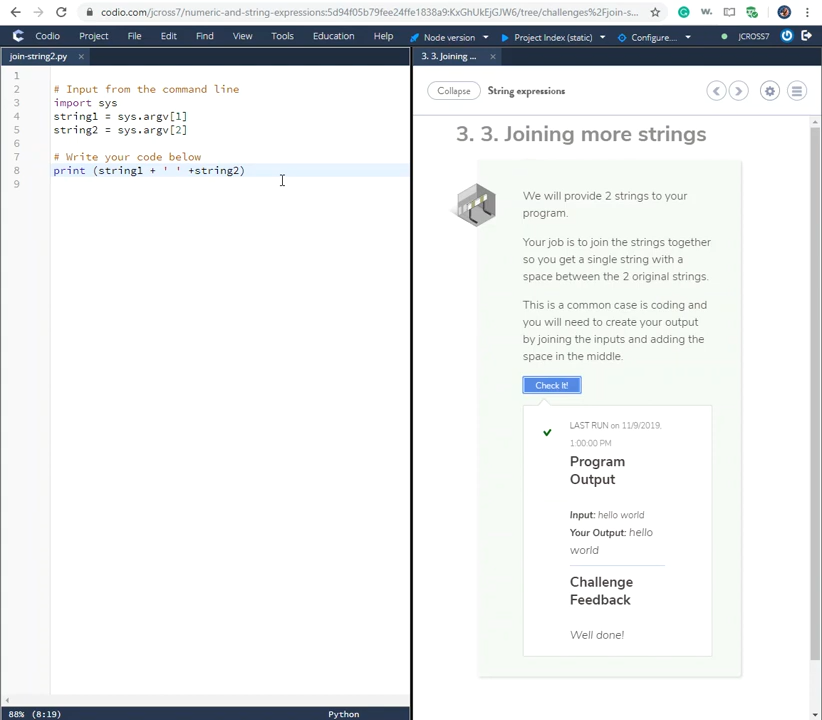 codio.com/jcross7/numeric-and-string-expressions:5d94f05b79fee24ffe1838a9:KxGhUkEjGJW6/tree/challenges%2Fjoin-s...
Codio Project File Edit View Find Tools Education Help Node version Project Index (static) Configure... JCROSS7
join-string2.py
1
2 # Input from the command line
3 import sys
4 string1 = sys.argv[1]
5 string2 = sys.argv[2]
6
7 # Write your code below
8 print (string1 + ' ' +string2)
9
88% (8:19) Python
3. 3. Joining ...
Collapse String expressions
3. 3. Joining more strings
We will provide 2 strings to your
program.
Your job is to join the strings together
so you get a single string with a
space between the 2 original strings.
This is a common case is coding and
you will need to create your output
by joining the inputs and adding the
space in the middle.
Check It!
LAST RUN on 11/9/2019,
1:00:00 PM
Program
Output
Input: hello world
Your Output: hello
world
Challenge
Feedback
Well done!